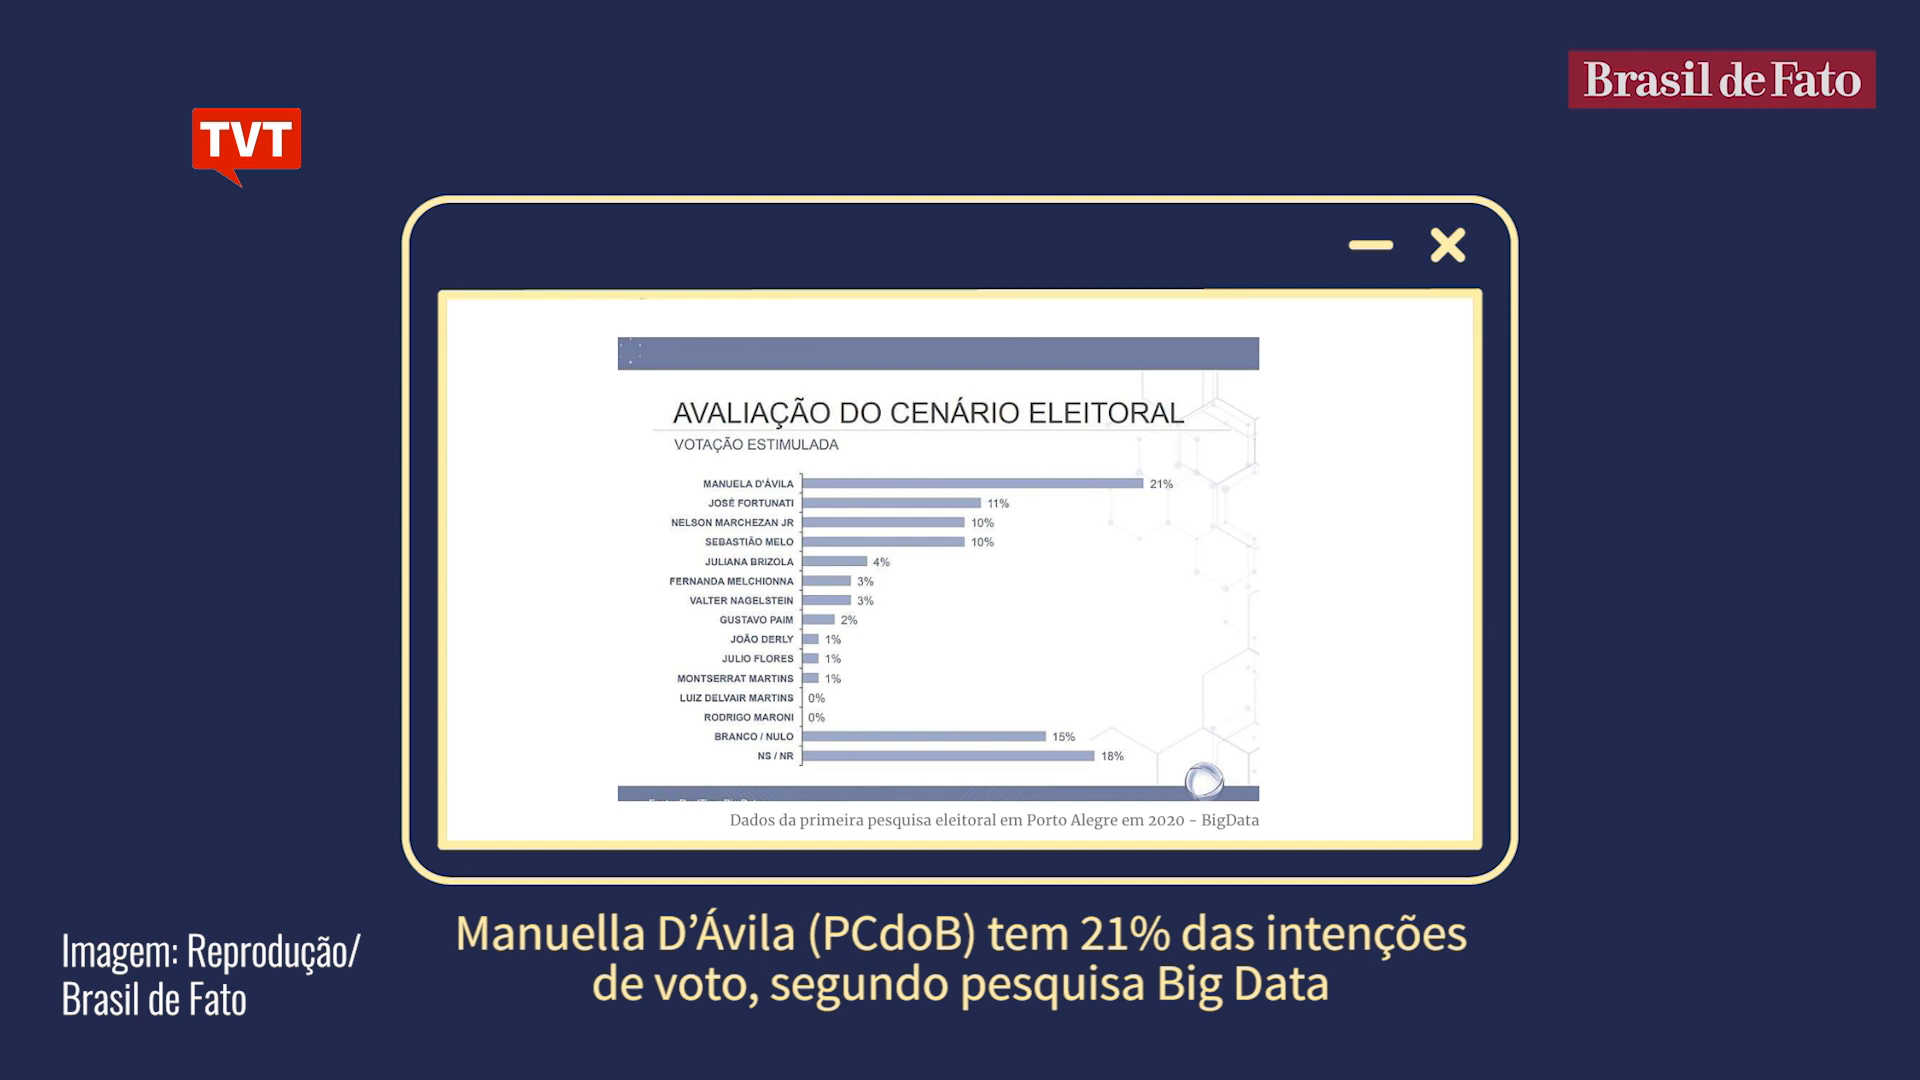 Brasil de Fato
TVT
AVALIAÇÃO DO CENÁRIO ELEITORAL
VOTAÇÃO ESTIMULADA
MANUELA D'ÁVILA 21%
JOSÉ FORTUNATI 11%
NELSON MARCHEZAN JR 10%
SEBASTIÃO MELO 10%
JULIANA BRIZOLA 4%
FERNANDA MELCHIONNA 3%
VALTER NAGELSTEIN 3%
GUSTAVO PAIM 2%
JOÃO DERLY 1%
JULIO FLORES 1%
MONTSERRAT MARTINS 1%
LUIZ DELVAIR MARTINS 0%
RODRIGO MARONI 0%
BRANCO / NULO 15%
NS / NR 18%
Dados da primeira pesquisa eleitoral em Porto Alegre em 2020 - BigData
Manuella D'Ávila (PCdoB) tem 21% das intenções
de voto, segundo pesquisa Big Data
Imagem: Reprodução/
Brasil de Fato